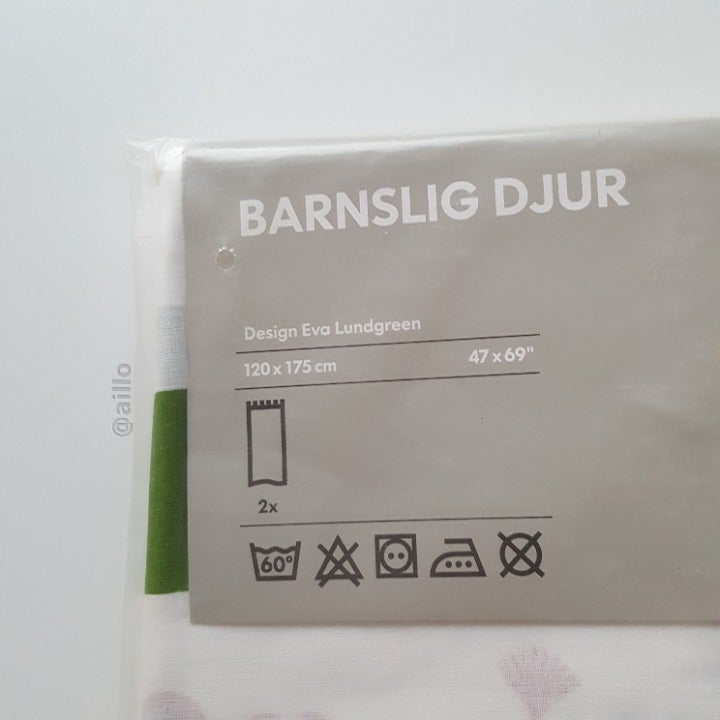 BARNSLIG DJUR
Design Eva Lundgreen
120 x 175 cm 47 x 69"
2x
60°
@aillo